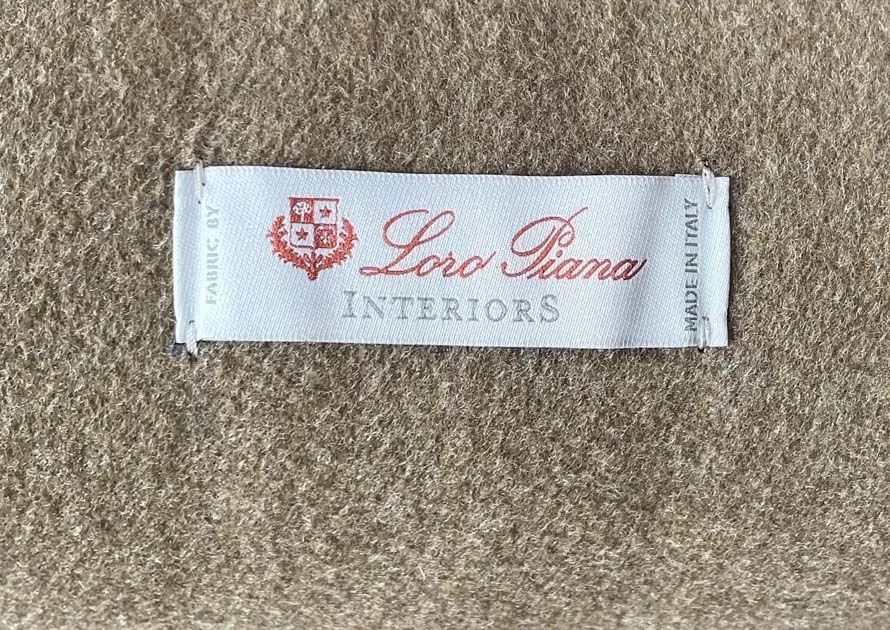 FABRIC BY
Loro Piana
INTERIORS
MADE IN ITALY